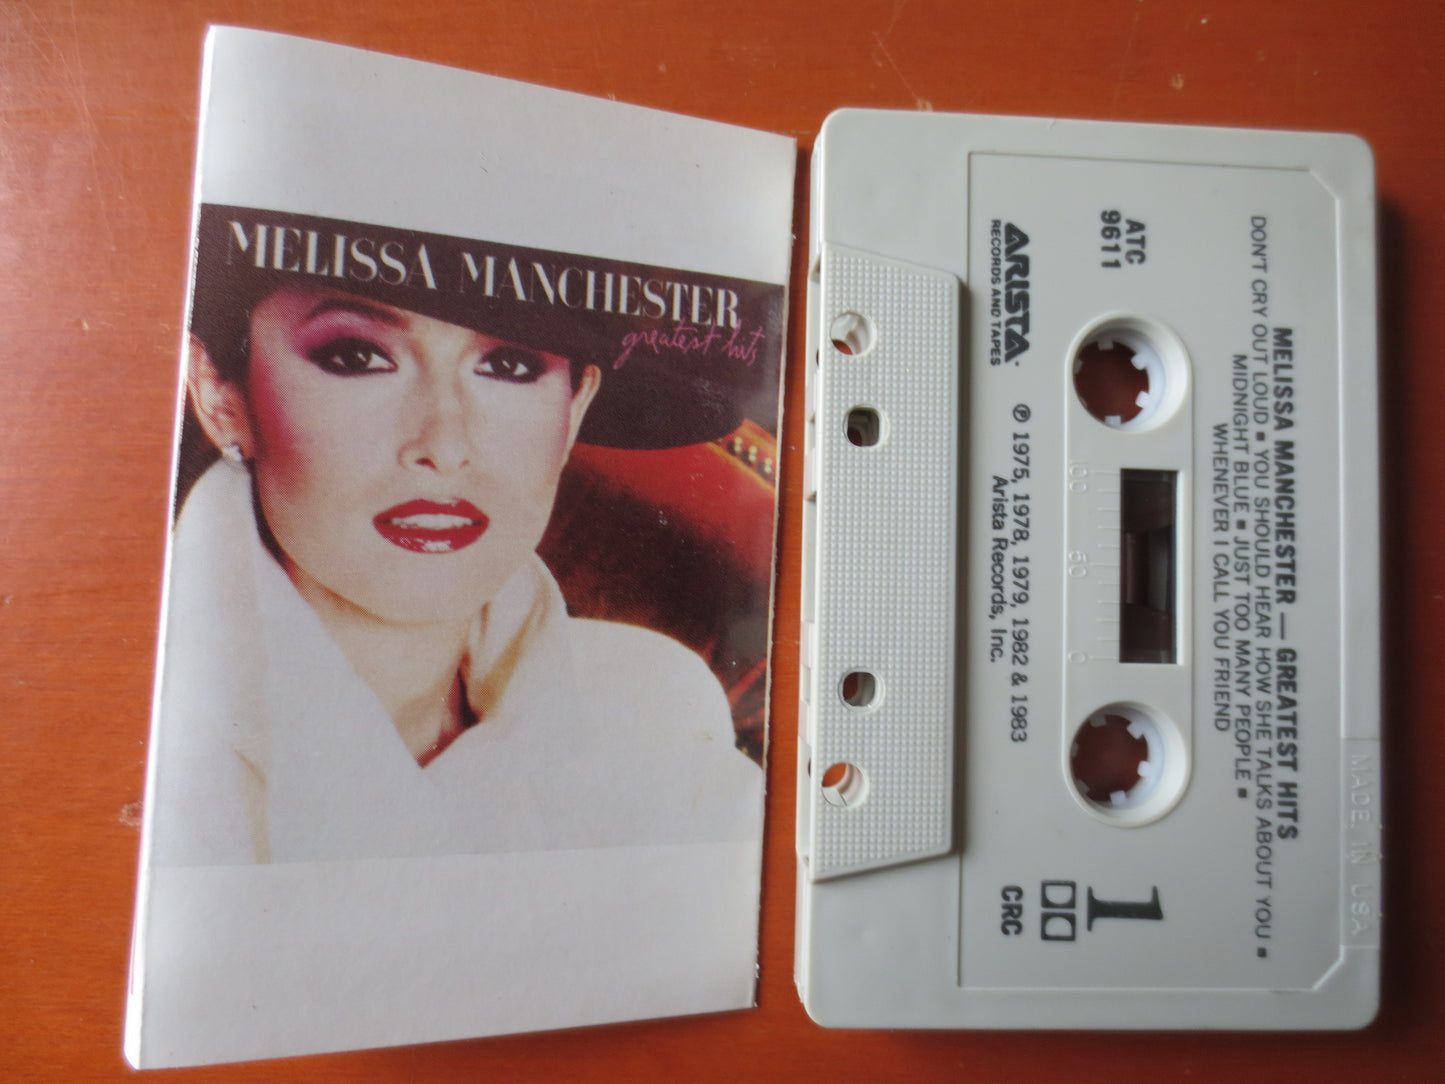 MELISSA MANCHESTER
greatest hits
MELISSA MANCHESTER — GREATEST HITS
DON'T CRY OUT LOUD ■ YOU SHOULD HEAR HOW SHE TALKS ABOUT YOU ■
MIDNIGHT BLUE ■ JUST TOO MANY PEOPLE ■
WHENEVER I CALL YOU FRIEND
ATC
9611
ARISTA
RECORDS AND TAPES
100 50 0
1
CRC
℗ 1975, 1978, 1979, 1982 & 1983
Arista Records, Inc.
MADE IN USA